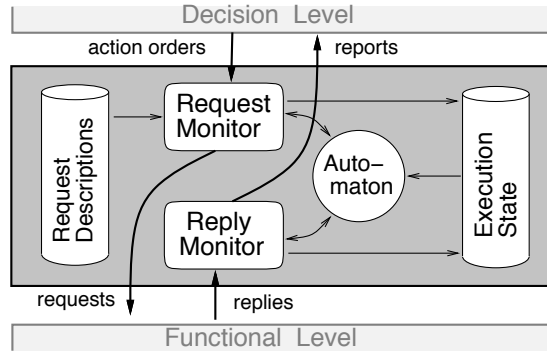 Decision Level
action orders
reports
Request
Descriptions
Request
Monitor
Auto-
maton
Reply
Monitor
Execution
State
requests
replies
Functional Level